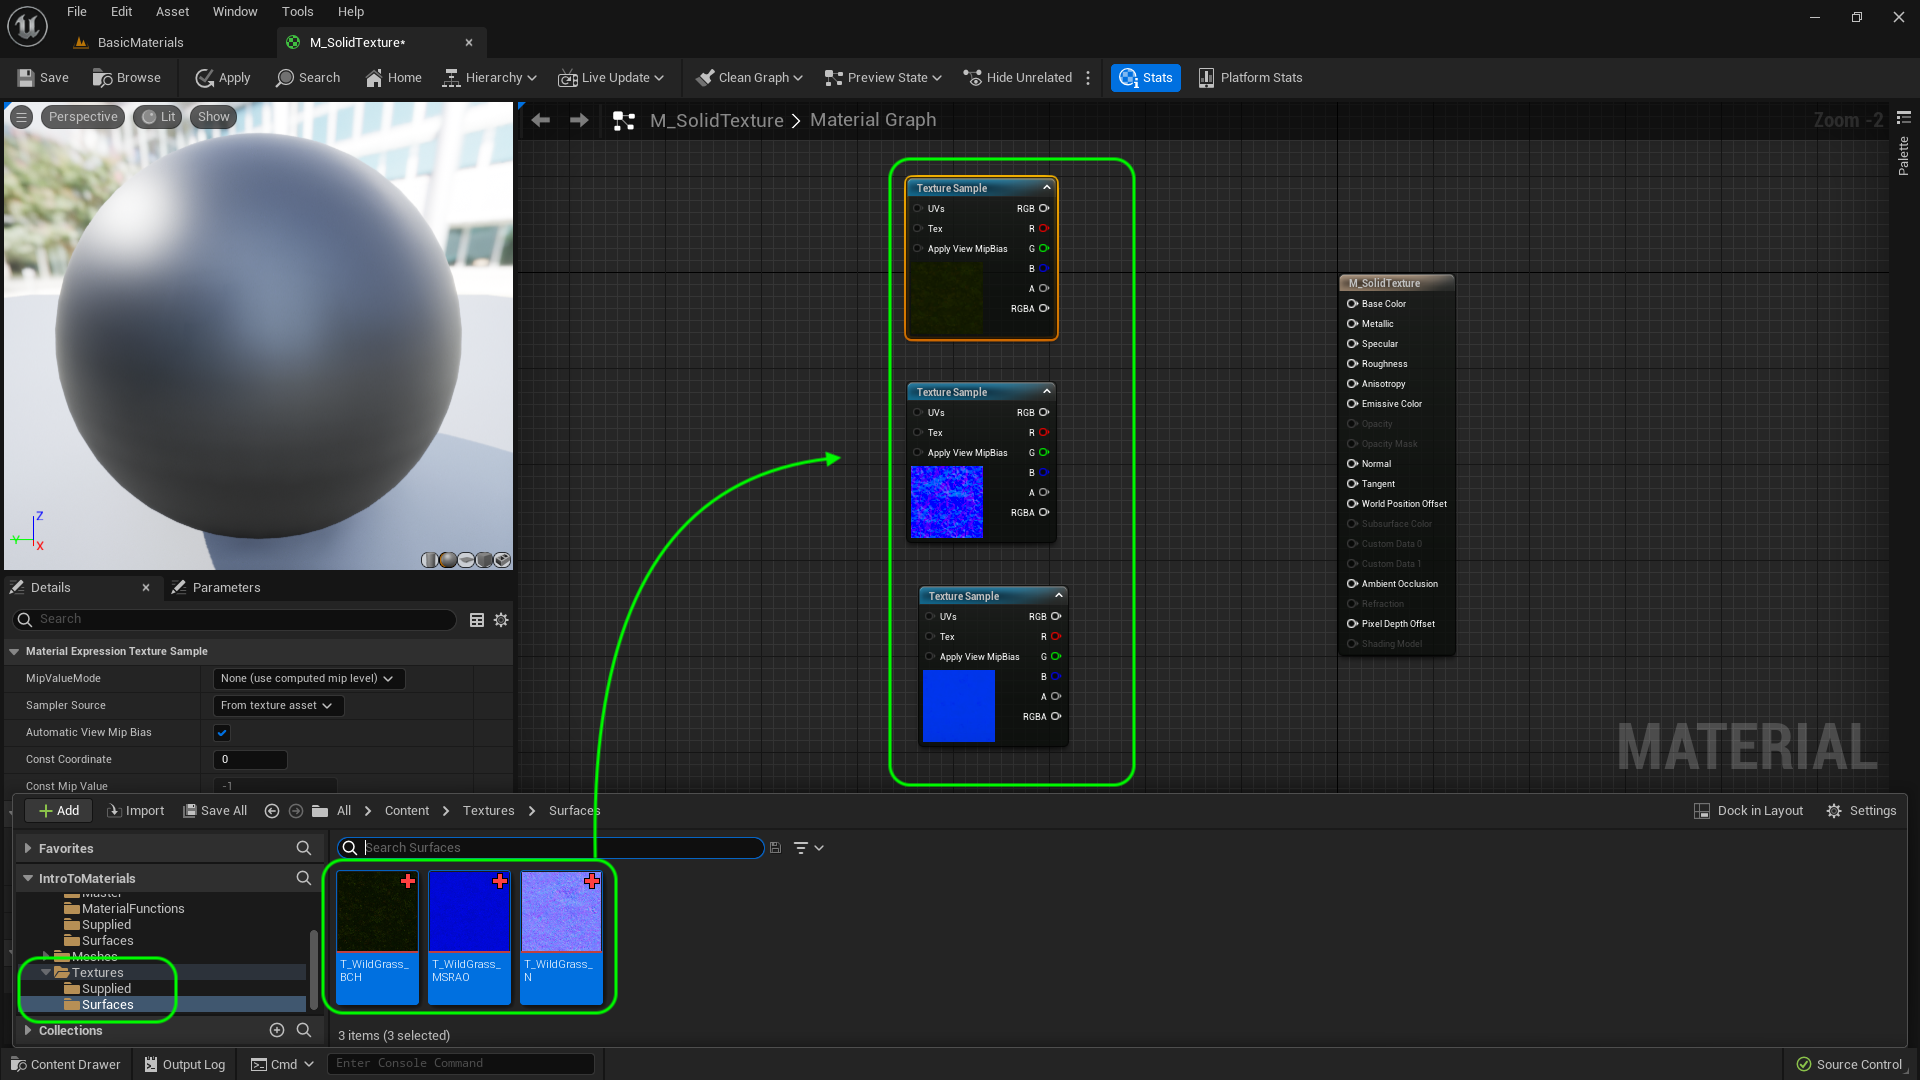 File Edit Asset Window Tools Help
BasicMaterials
M_SolidTexture*
Save Browse Apply Search Home Hierarchy Live Update Clean Graph Preview State Hide Unrelated Stats Platform Stats
Perspective Lit Show
M_SolidTexture > Material Graph
Zoom -2
Palette
Texture Sample
UVs RGB
Tex R
Apply View MipBias G
B
A
RGBA
Texture Sample
UVs RGB
Tex R
Apply View MipBias G
B
A
RGBA
Texture Sample
UVs RGB
Tex R
Apply View MipBias G
B
A
RGBA
M_SolidTexture
Base Color
Metallic
Specular
Roughness
Anisotropy
Emissive Color
Opacity
Opacity Mask
Normal
Tangent
World Position Offset
Subsurface Color
Custom Data 0
Custom Data 1
Ambient Occlusion
Refraction
Pixel Depth Offset
Shading Model
MATERIAL
Z
Y
X
Details Parameters
Search
Material Expression Texture Sample
MipValueMode None (use computed mip level)
Sampler Source From texture asset
Automatic View Mip Bias
Const Coordinate 0
Const Mip Value -1
Add Import Save All All > Content > Textures > Surfaces
Dock in Layout Settings
Favorites
IntroToMaterials
Master
MaterialFunctions
Supplied
Surfaces
Meshes
Textures
Supplied
Surfaces
Collections
Search Surfaces
T_WildGrass_
BCH
T_WildGrass_
MSRAO
T_WildGrass_
N
3 items (3 selected)
Content Drawer Output Log Cmd Enter Console Command Source Control